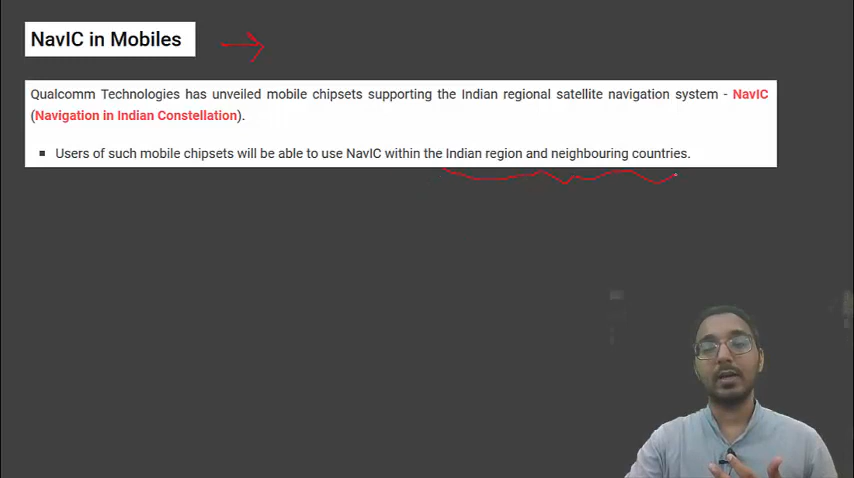 NavIC in Mobiles
Qualcomm Technologies has unveiled mobile chipsets supporting the Indian regional satellite navigation system - NavIC
(Navigation in Indian Constellation).
▪ Users of such mobile chipsets will be able to use NavIC within the Indian region and neighbouring countries.